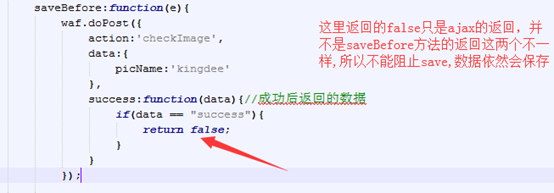 saveBefore:function(e){
waf.doPost({
action:'checkImage',
data:{
picName:'kingdee'
},
success:function(data){//成功后返回的数据
if(data == "success"){
return false;
}
}
});
这里返回的false只是ajax的返回，并
不是saveBefore方法的返回这两个不一
样,所以不能阻止save,数据依然会保存